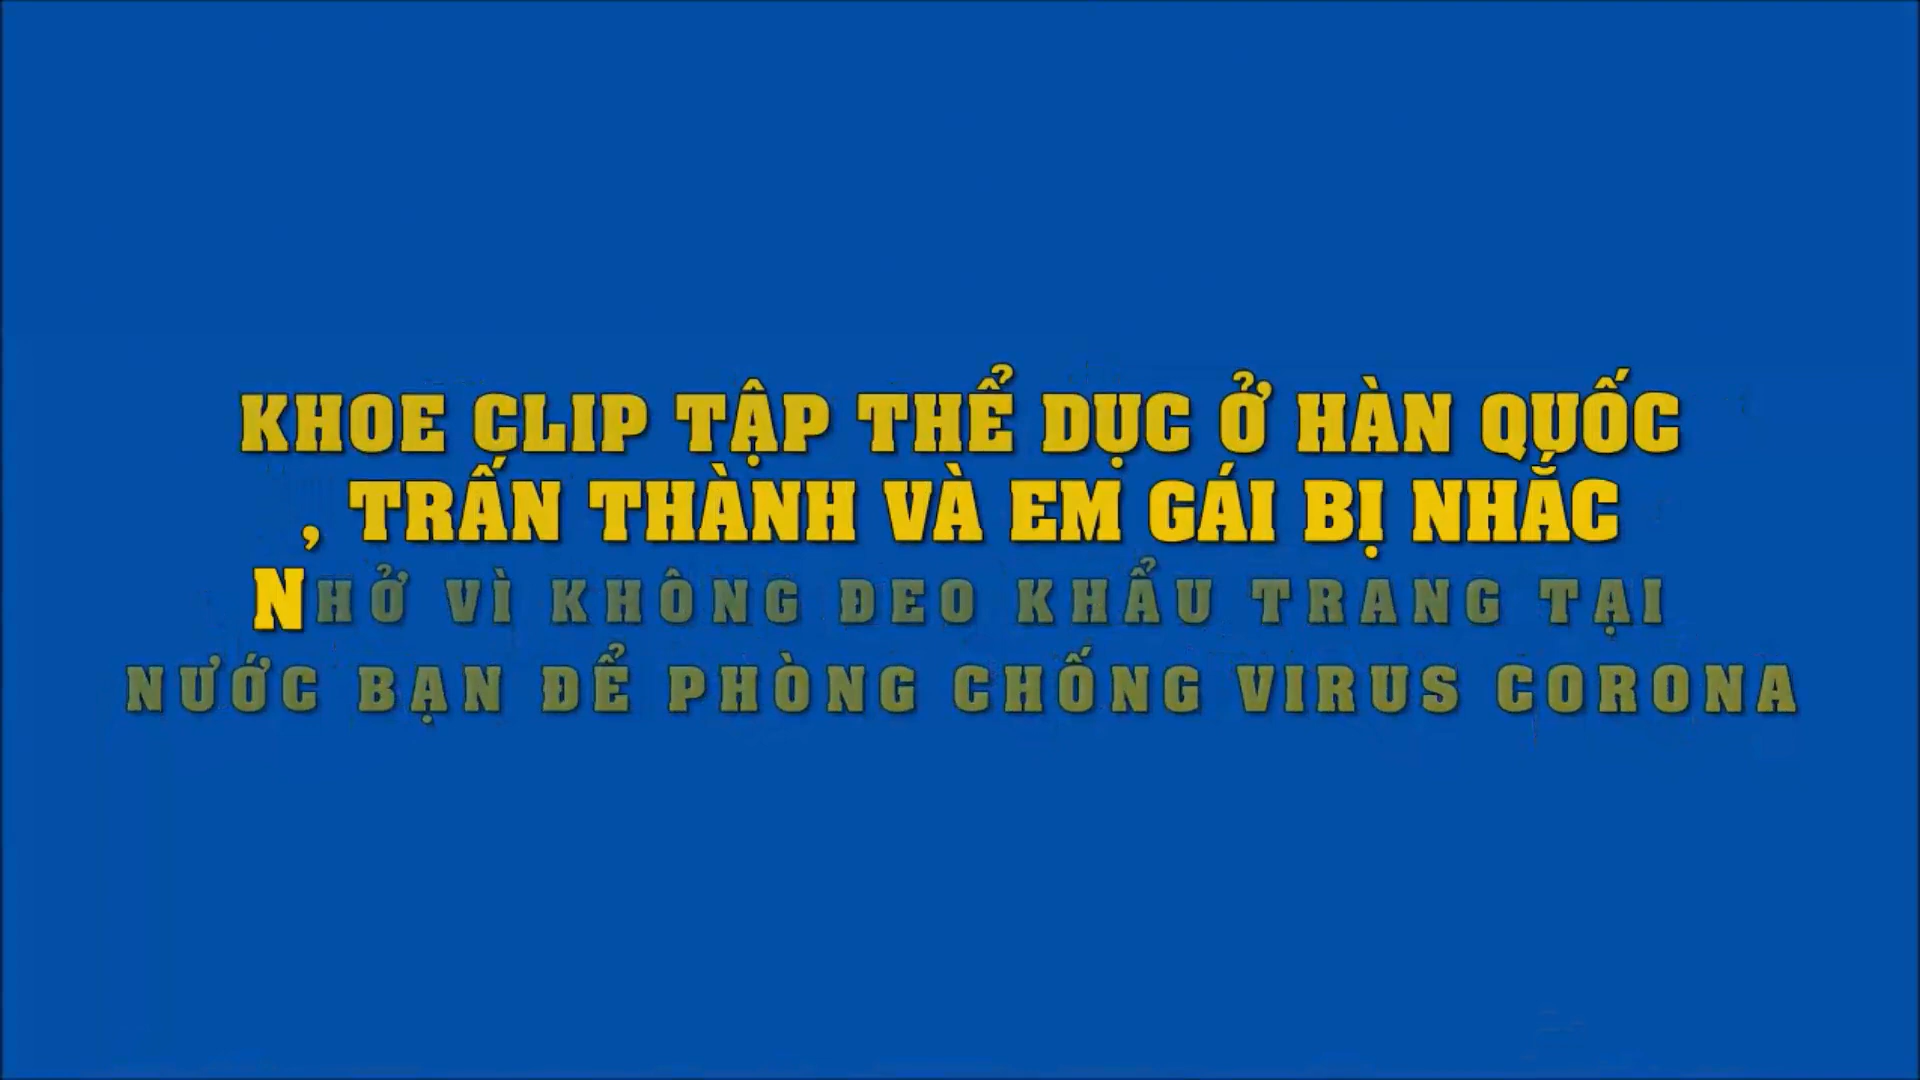 KHOE CLIP TẬP THỂ DỤC Ở HÀN QUỐC
, TRẤN THÀNH VÀ EM GÁI BỊ NHẮC
NHỞ VÌ KHÔNG ĐEO KHẨU TRANG TẠI
NƯỚC BẠN ĐỂ PHÒNG CHỐNG VIRUS CORONA